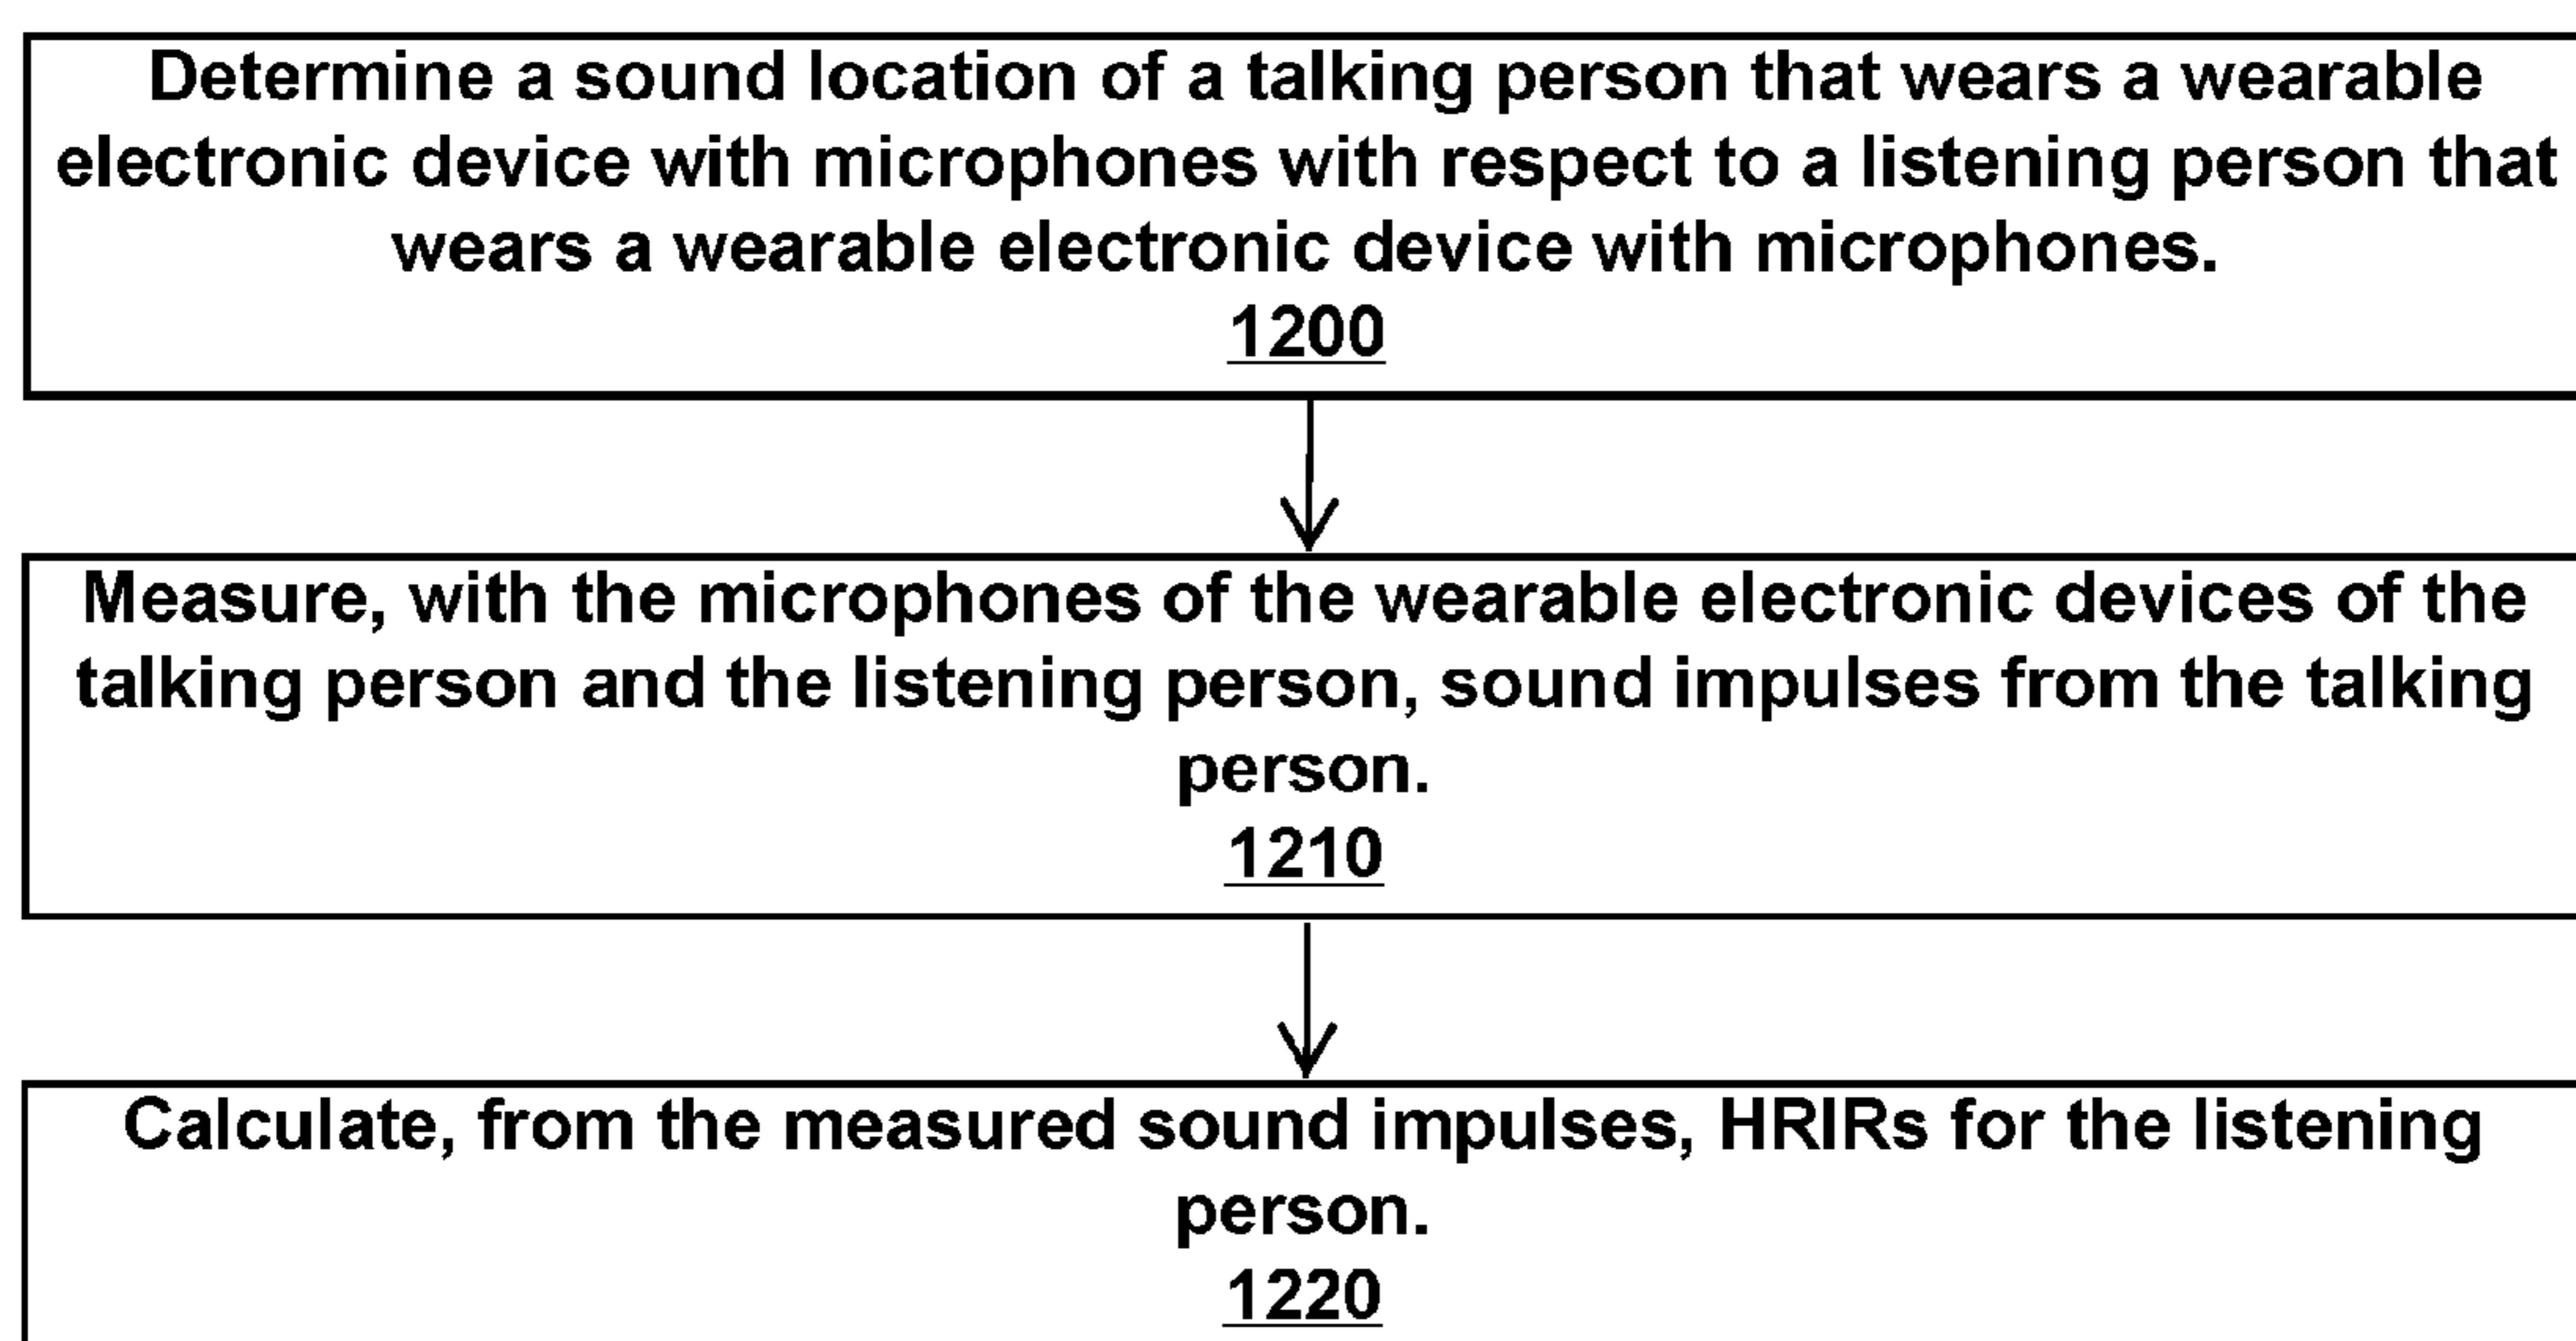 Determine a sound location of a talking person that wears a wearable
electronic device with microphones with respect to a listening person that
wears a wearable electronic device with microphones.
1200
Measure, with the microphones of the wearable electronic devices of the
talking person and the listening person, sound impulses from the talking
person.
1210
Calculate, from the measured sound impulses, HRIRs for the listening
person.
1220